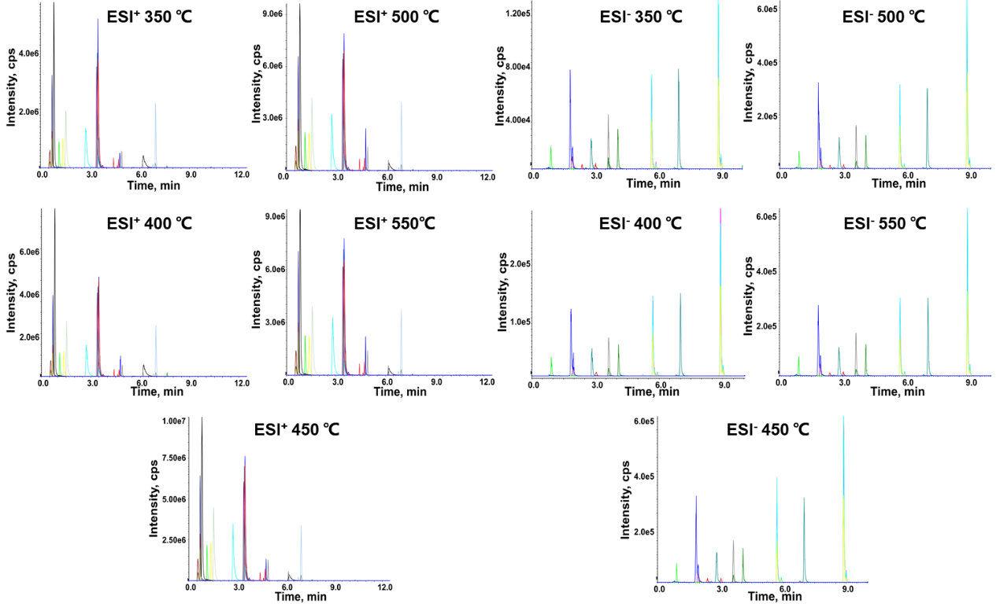 ESI⁺ 350 ℃
Intensity, cps
4.0e6
2.0e6
0.0 3.0 6.0 9.0 12.0
Time, min
ESI⁺ 500 ℃
Intensity, cps
9.0e6
6.0e6
3.0e6
0.0 3.0 6.0 9.0 12.0
Time, min
ESI⁻ 350 ℃
Intensity, cps
1.20e5
8.00e4
4.00e4
0.0 3.0 6.0 9.0
Time, min
ESI⁻ 500 ℃
Intensity, cps
6.0e5
4.0e5
2.0e5
0.0 3.0 6.0 9.0
Time, min
ESI⁺ 400 ℃
Intensity, cps
6.0e6
4.0e6
2.0e6
0.0 3.0 6.0 9.0 12.0
Time, min
ESI⁺ 550℃
Intensity, cps
9.0e6
6.0e6
3.0e6
0.0 3.0 6.0 9.0 12.0
Time, min
ESI⁻ 400 ℃
Intensity, cps
2.0e5
1.0e5
0.0 3.0 6.0 9.0
Time, min
ESI⁻ 550 ℃
Intensity, cps
6.0e5
4.0e5
2.0e5
0.0 3.0 6.0 9.0
Time, min
ESI⁺ 450 ℃
Intensity, cps
1.00e7
7.50e6
5.00e6
2.50e6
0.0 3.0 6.0 9.0 12.0
Time, min
ESI⁻ 450 ℃
Intensity, cps
6.0e5
4.0e5
2.0e5
0.0 3.0 6.0 9.0
Time, min